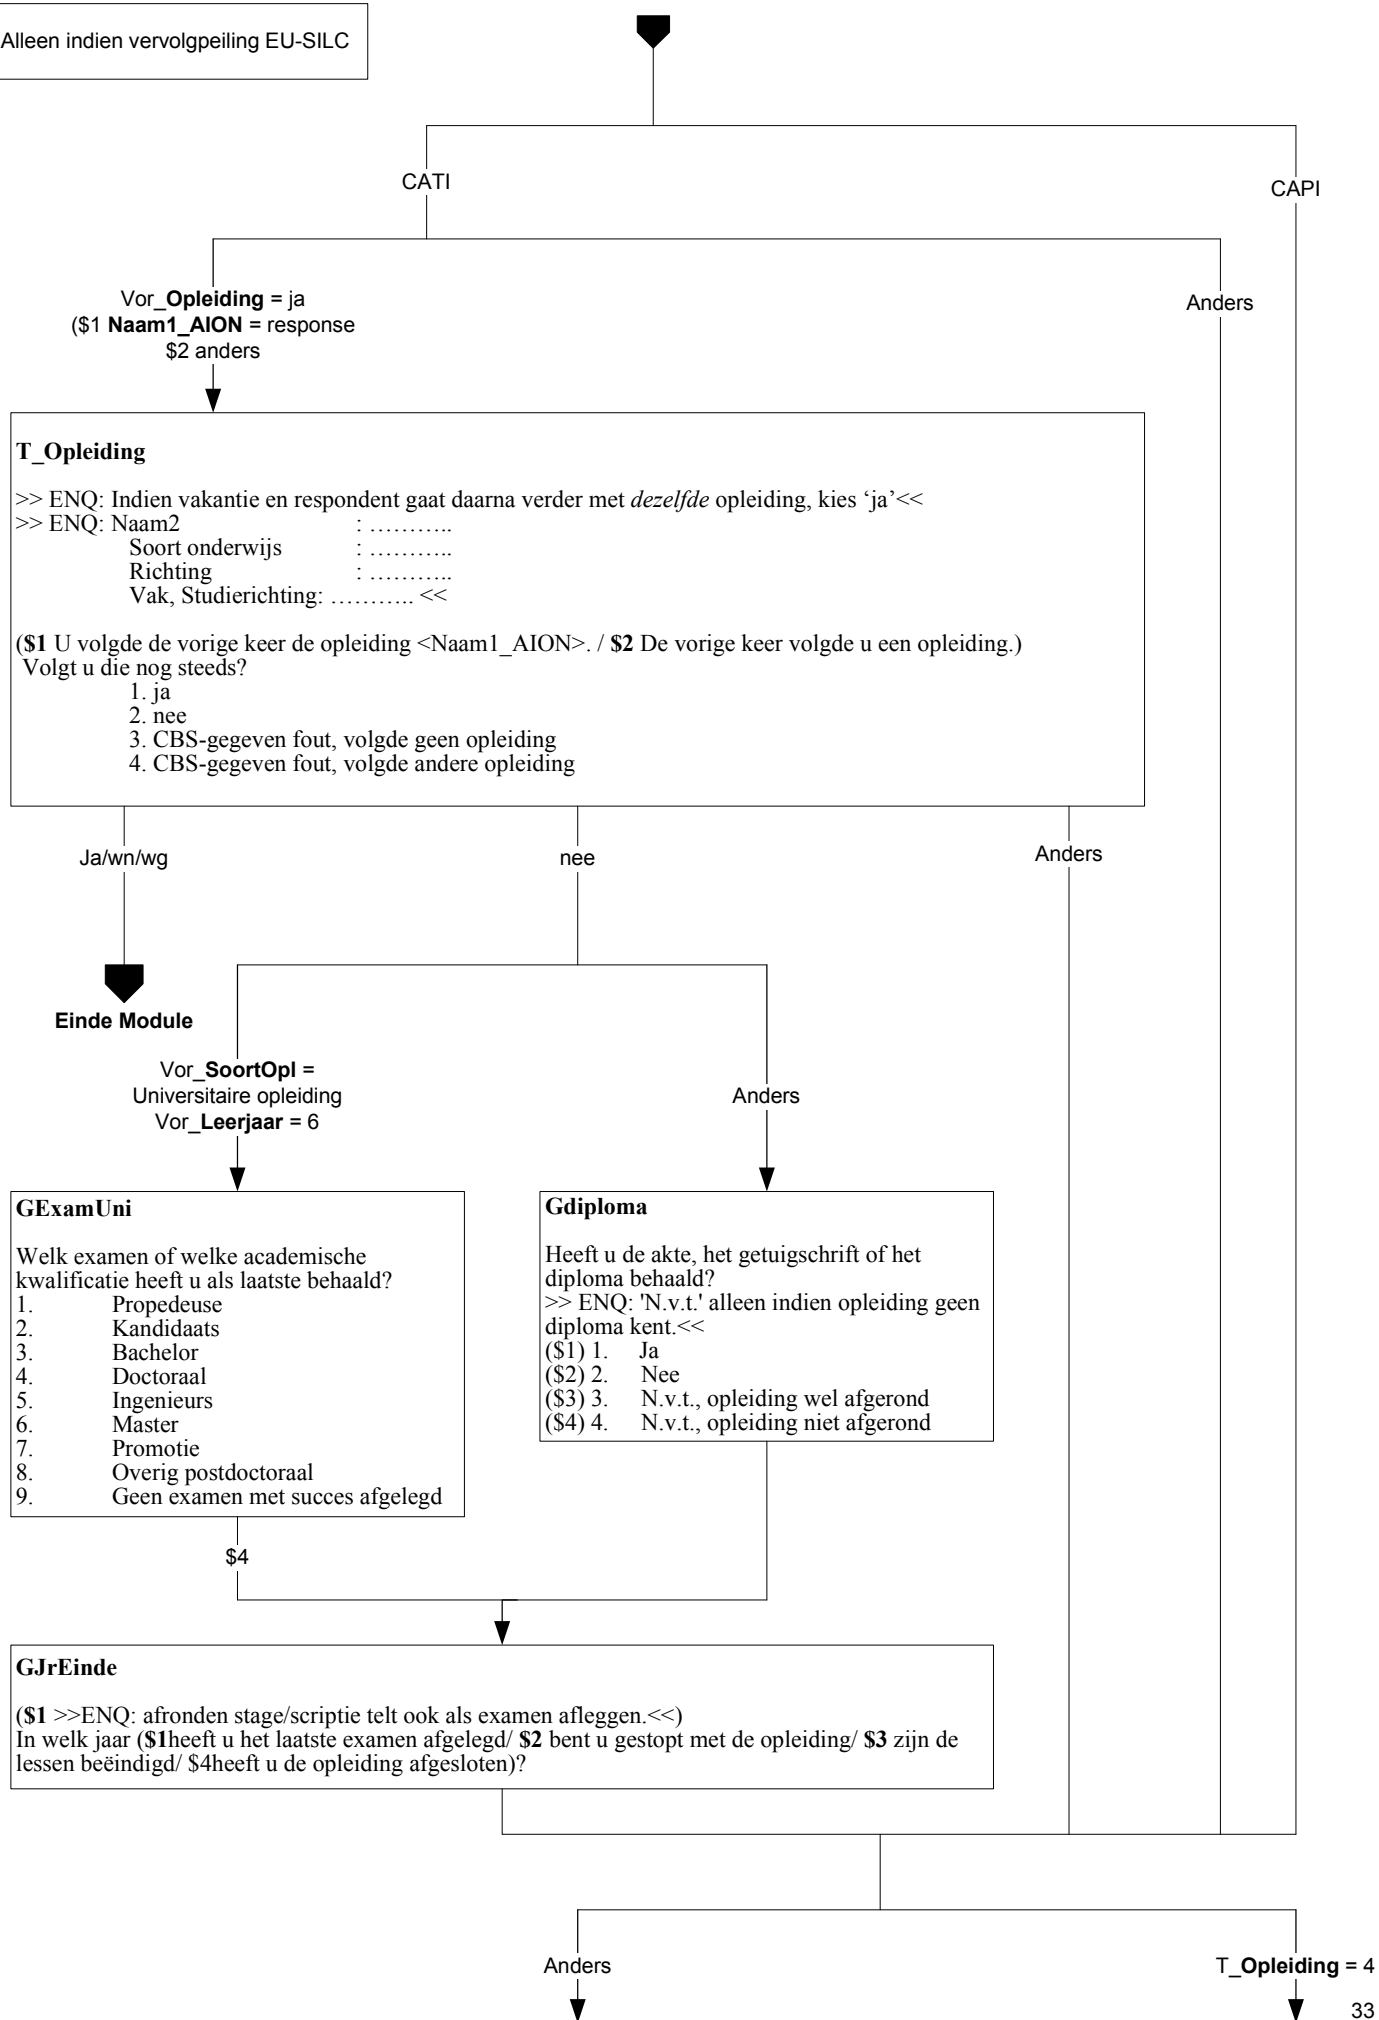 Alleen indien vervolgpeiling EU-SILC
CATI
CAPI
Vor_Opleiding = ja
($1 Naam1_AION = response
$2 anders
Anders
T_Opleiding
>> ENQ: Indien vakantie en respondent gaat daarna verder met dezelfde opleiding, kies ‘ja’<<
>> ENQ: Naam2 : ………..
Soort onderwijs : ………..
Richting : ………..
Vak, Studierichting: ……….. <<
($1 U volgde de vorige keer de opleiding <Naam1_AION>. / $2 De vorige keer volgde u een opleiding.)
Volgt u die nog steeds?
1. ja
2. nee
3. CBS-gegeven fout, volgde geen opleiding
4. CBS-gegeven fout, volgde andere opleiding
Ja/wn/wg
nee
Anders
Einde Module
Vor_SoortOpl =
Universitaire opleiding
Vor_Leerjaar = 6
Anders
GExamUni
Welk examen of welke academische
kwalificatie heeft u als laatste behaald?
1. Propedeuse
2. Kandidaats
3. Bachelor
4. Doctoraal
5. Ingenieurs
6. Master
7. Promotie
8. Overig postdoctoraal
9. Geen examen met succes afgelegd
Gdiploma
Heeft u de akte, het getuigschrift of het
diploma behaald?
>> ENQ: 'N.v.t.' alleen indien opleiding geen
diploma kent.<<
($1) 1. Ja
($2) 2. Nee
($3) 3. N.v.t., opleiding wel afgerond
($4) 4. N.v.t., opleiding niet afgerond
$4
GJrEinde
($1 >>ENQ: afronden stage/scriptie telt ook als examen afleggen.<<)
In welk jaar ($1heeft u het laatste examen afgelegd/ $2 bent u gestopt met de opleiding/ $3 zijn de
lessen beëindigd/ $4heeft u de opleiding afgesloten)?
Anders
T_Opleiding = 4
33